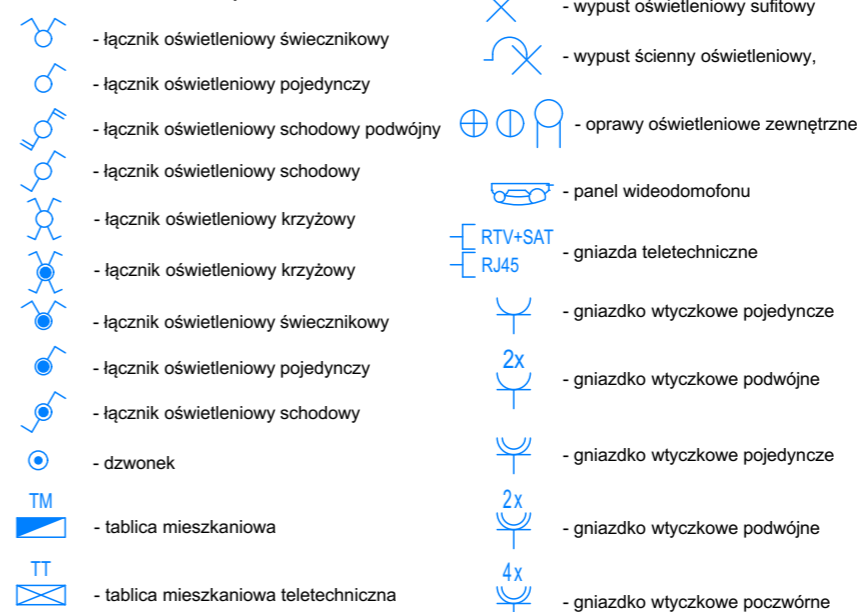 - łącznik oświetleniowy świecznikowy
- łącznik oświetleniowy pojedynczy
- łącznik oświetleniowy schodowy podwójny
- łącznik oświetleniowy schodowy
- łącznik oświetleniowy krzyżowy
- łącznik oświetleniowy krzyżowy
- łącznik oświetleniowy świecznikowy
- łącznik oświetleniowy pojedynczy
- łącznik oświetleniowy schodowy
- dzwonek
TM
- tablica mieszkaniowa
TT
- tablica mieszkaniowa teletechniczna
- wypust oświetleniowy sufitowy
- wypust ścienny oświetleniowy,
- oprawy oświetleniowe zewnętrzne
- panel wideodomofonu
RTV+SAT
RJ45
- gniazda teletechniczne
- gniazdko wtyczkowe pojedyncze
2x
- gniazdko wtyczkowe podwójne
- gniazdko wtyczkowe pojedyncze
2x
- gniazdko wtyczkowe podwójne
4x
- gniazdko wtyczkowe poczwórne